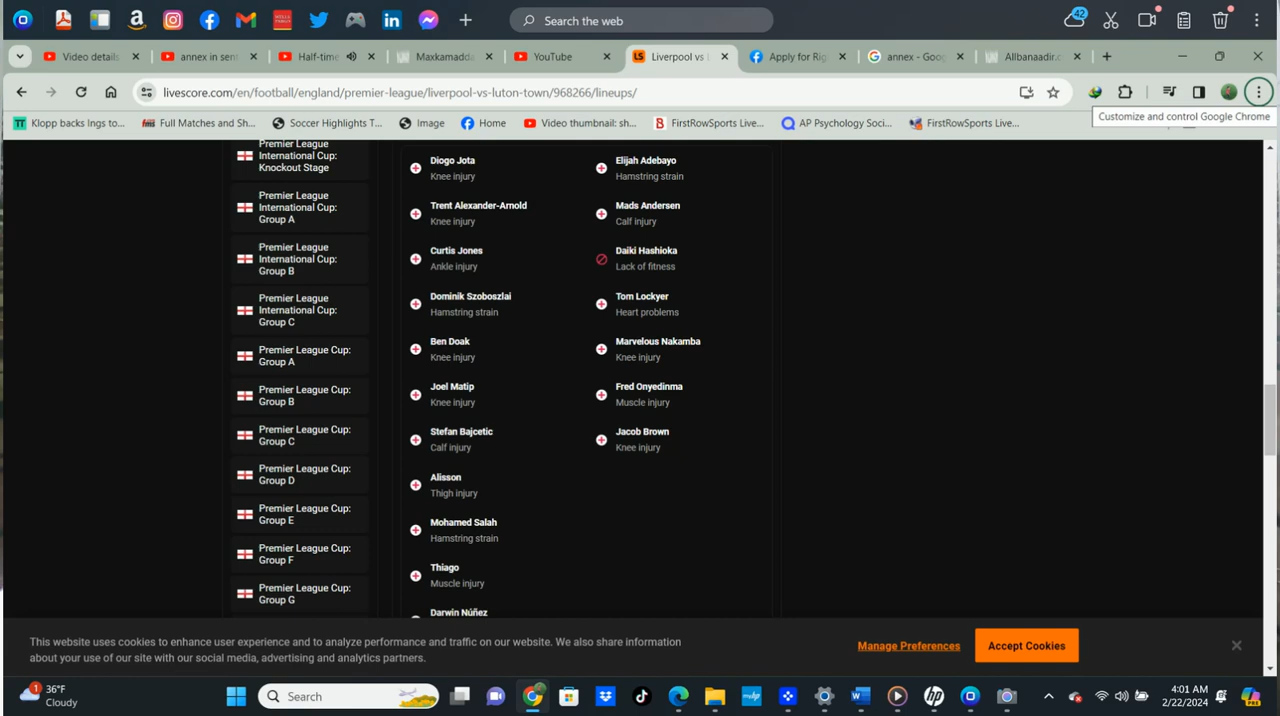 Search the web
42
Video details
annex in sem
Half-time
Maxkamadda
YouTube
Liverpool vs L
Apply for Rig
annex - Goog
Allbanaadir.c
livescore.com/en/football/england/premier-league/liverpool-vs-luton-town/968266/lineups/
Customize and control Google Chrome
Klopp backs Ings to...
Full Matches and Sh...
Soccer Highlights T...
Image
Home
Video thumbnail: sh...
FirstRowSports Live...
AP Psychology Soci...
FirstRowSports Live...
Premier League
International Cup:
Knockout Stage
Premier League
International Cup:
Group A
Premier League
International Cup:
Group B
Premier League
International Cup:
Group C
Premier League Cup:
Group A
Premier League Cup:
Group B
Premier League Cup:
Group C
Premier League Cup:
Group D
Premier League Cup:
Group E
Premier League Cup:
Group F
Premier League Cup:
Group G
Diogo Jota
Knee injury
Trent Alexander-Arnold
Knee injury
Curtis Jones
Ankle injury
Dominik Szoboszlai
Hamstring strain
Ben Doak
Knee injury
Joel Matip
Knee injury
Stefan Bajcetic
Calf injury
Alisson
Thigh injury
Mohamed Salah
Hamstring strain
Thiago
Muscle injury
Darwin Núñez
Elijah Adebayo
Hamstring strain
Mads Andersen
Calf injury
Daiki Hashioka
Lack of fitness
Tom Lockyer
Heart problems
Marvelous Nakamba
Knee injury
Fred Onyedinma
Muscle injury
Jacob Brown
Knee injury
This website uses cookies to enhance user experience and to analyze performance and traffic on our website. We also share information
about your use of our site with our social media, advertising and analytics partners.
Manage Preferences
Accept Cookies
1
36°F
Cloudy
Search
4:01 AM
2/22/2024